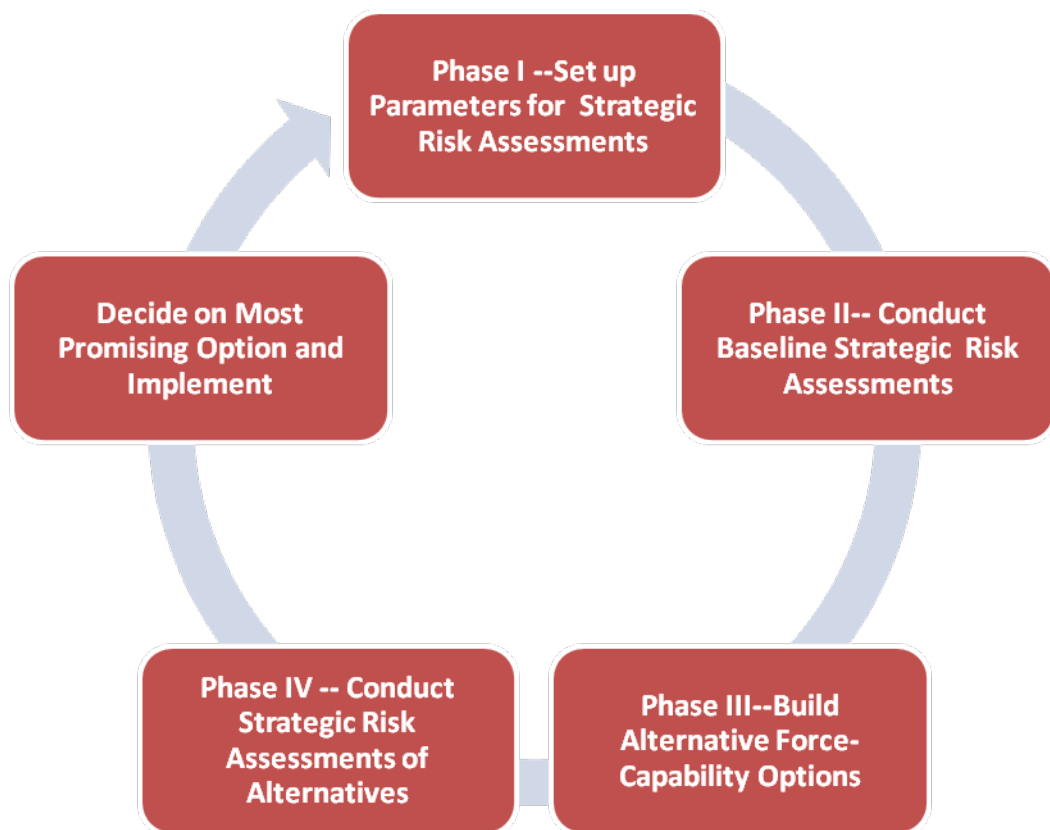 Phase I --Set up
Parameters for Strategic
Risk Assessments
Phase II-- Conduct
Baseline Strategic Risk
Assessments
Phase III--Build
Alternative Force-
Capability Options
Phase IV -- Conduct
Strategic Risk
Assessments of
Alternatives
Decide on Most
Promising Option and
Implement